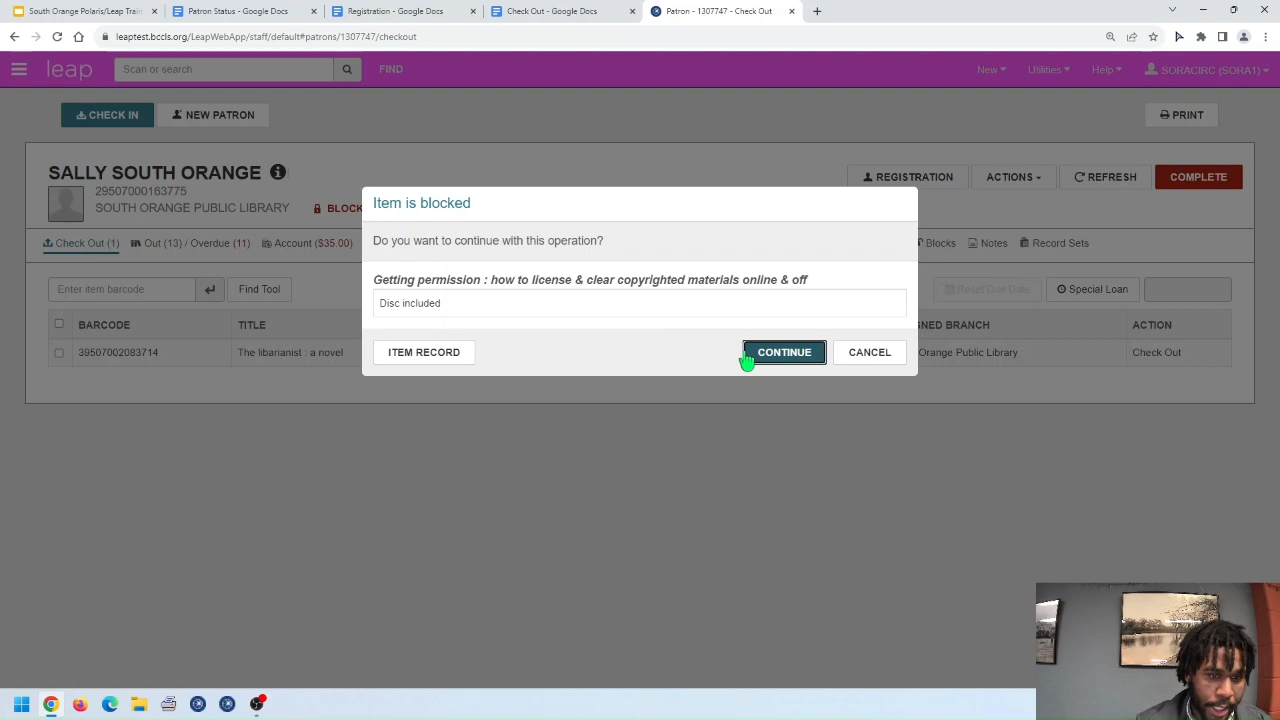 South Orange Polaris/Leap Train
Patron Status - Google Docs
Registration - Google Docs
Check Out - Google Docs
Patron - 1307747 - Check Out
leaptest.bccls.org/LeapWebApp/staff/default#patrons/1307747/checkout
leap
Scan or search
FIND
New
Utilities
Help
SORACIRC (SORA1)
CHECK IN
NEW PATRON
PRINT
SALLY SOUTH ORANGE
29507000163775
SOUTH ORANGE PUBLIC LIBRARY
BLOCK
REGISTRATION
ACTIONS
REFRESH
COMPLETE
Check Out (1)
Out (13) / Overdue (11)
Account ($35.00)
Blocks
Notes
Record Sets
Enter item barcode
Find Tool
Reset Due Date
Special Loan
BARCODE
TITLE
NED BRANCH
ACTION
39507002083714
The libarianist : a novel
Orange Public Library
Check Out
Item is blocked
Do you want to continue with this operation?
Getting permission : how to license & clear copyrighted materials online & off
Disc included
ITEM RECORD
CONTINUE
CANCEL